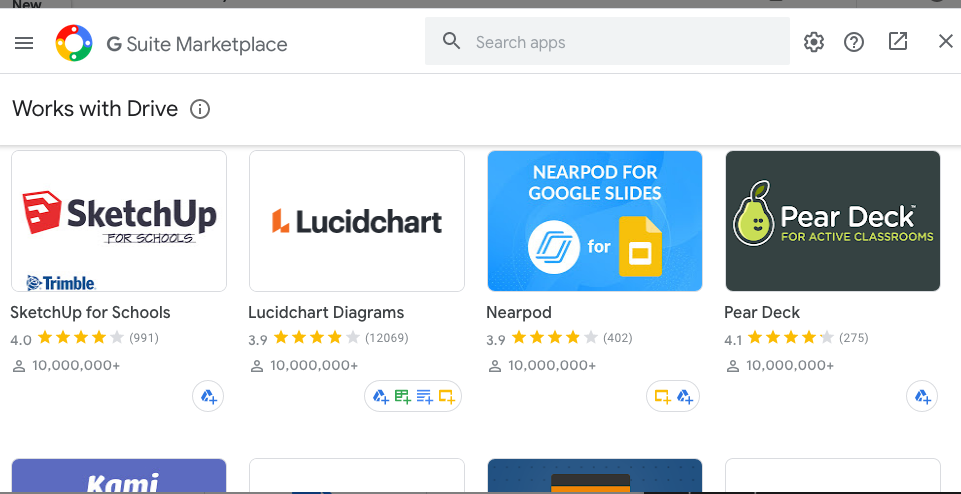 New
G Suite Marketplace
Search apps
Works with Drive
SketchUp
FOR SCHOOLS
Trimble
Lucidchart
NEARPOD FOR
GOOGLE SLIDES
for
Pear Deck™
FOR ACTIVE CLASSROOMS
SketchUp for Schools
4.0 (991)
10,000,000+
Lucidchart Diagrams
3.9 (12069)
10,000,000+
Nearpod
3.9 (402)
10,000,000+
Pear Deck
4.1 (275)
10,000,000+
Kami